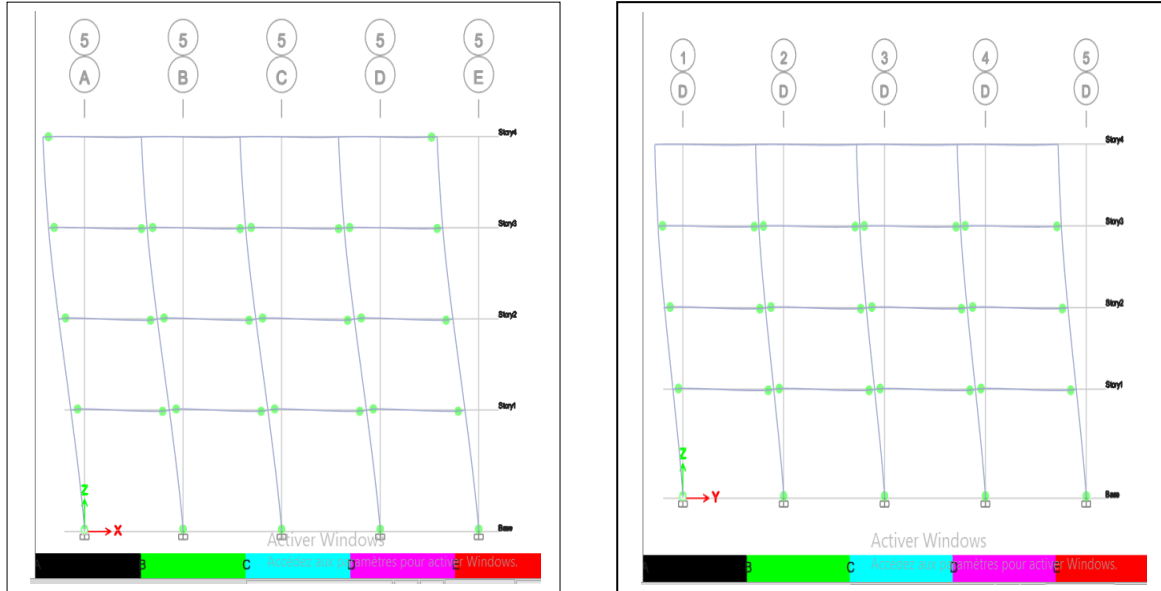 5 5 5 5 5
A B C D E
Story4
Story3
Story2
Story1
Z
X
Base
Activer Windows
Accédez aux paramètres pour activer Windows.
A B C D E
1 2 3 4 5
D D D D D
Story4
Story3
Story2
Story1
Z
Y
Base
Activer Windows
Accédez aux paramètres pour activer Windows.
A B C D E